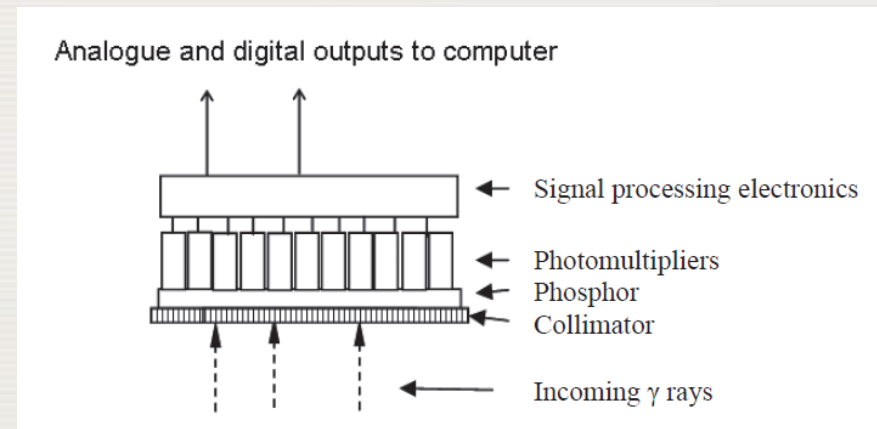 Analogue and digital outputs to computer
Signal processing electronics
Photomultipliers
Phosphor
Collimator
Incoming γ rays